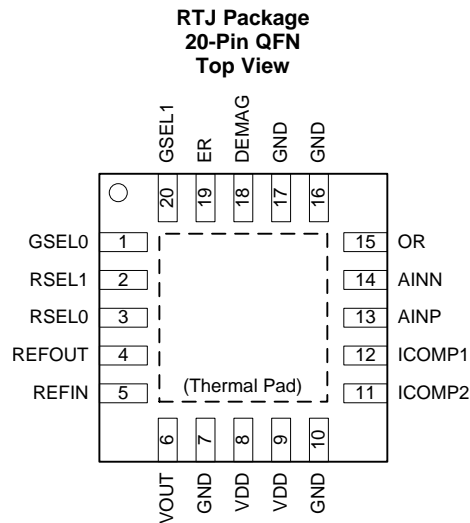 RTJ Package
20-Pin QFN
Top View
GSEL1
ER
DEMAG
GND
GND
20
19
18
17
16
GSEL0 1
RSEL1 2
RSEL0 3
REFOUT 4
REFIN 5
15 OR
14 AINN
13 AINP
12 ICOMP1
11 ICOMP2
(Thermal Pad)
6
7
8
9
10
VOUT
GND
VDD
VDD
GND